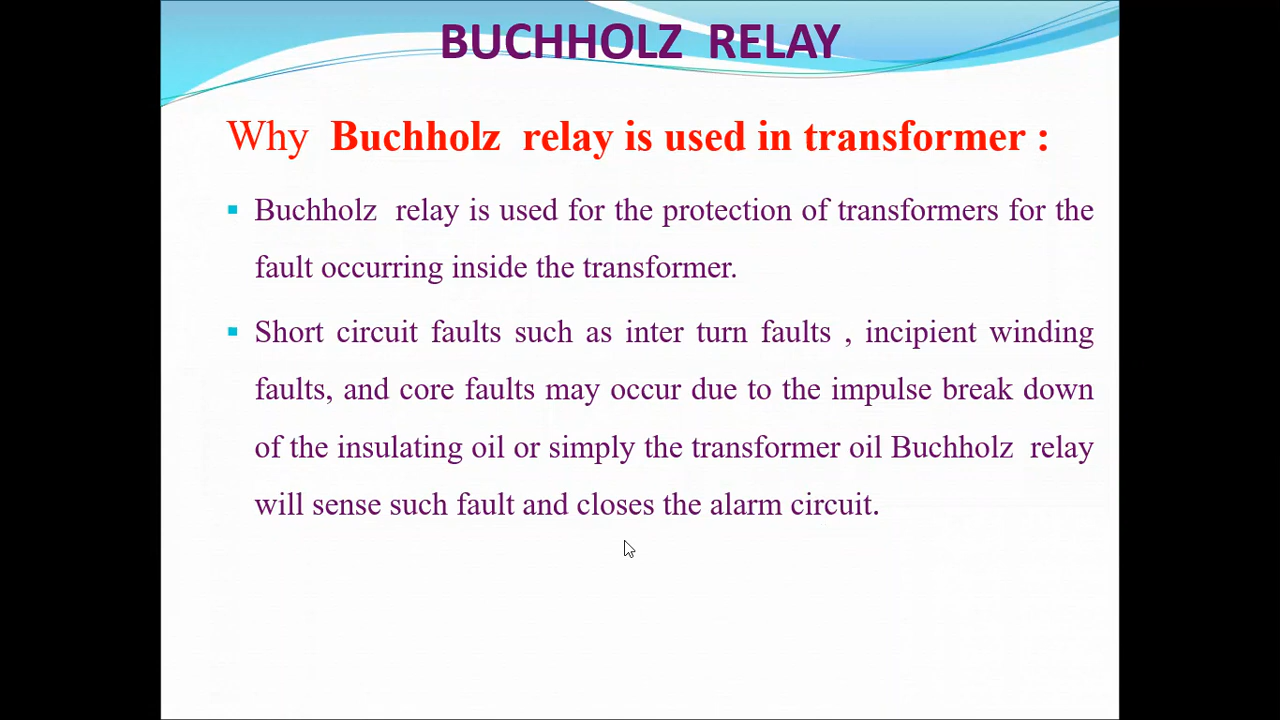 BUCHHOLZ RELAY
Why Buchholz relay is used in transformer :
Buchholz relay is used for the protection of transformers for the
fault occurring inside the transformer.
Short circuit faults such as inter turn faults , incipient winding
faults, and core faults may occur due to the impulse break down
of the insulating oil or simply the transformer oil Buchholz relay
will sense such fault and closes the alarm circuit.